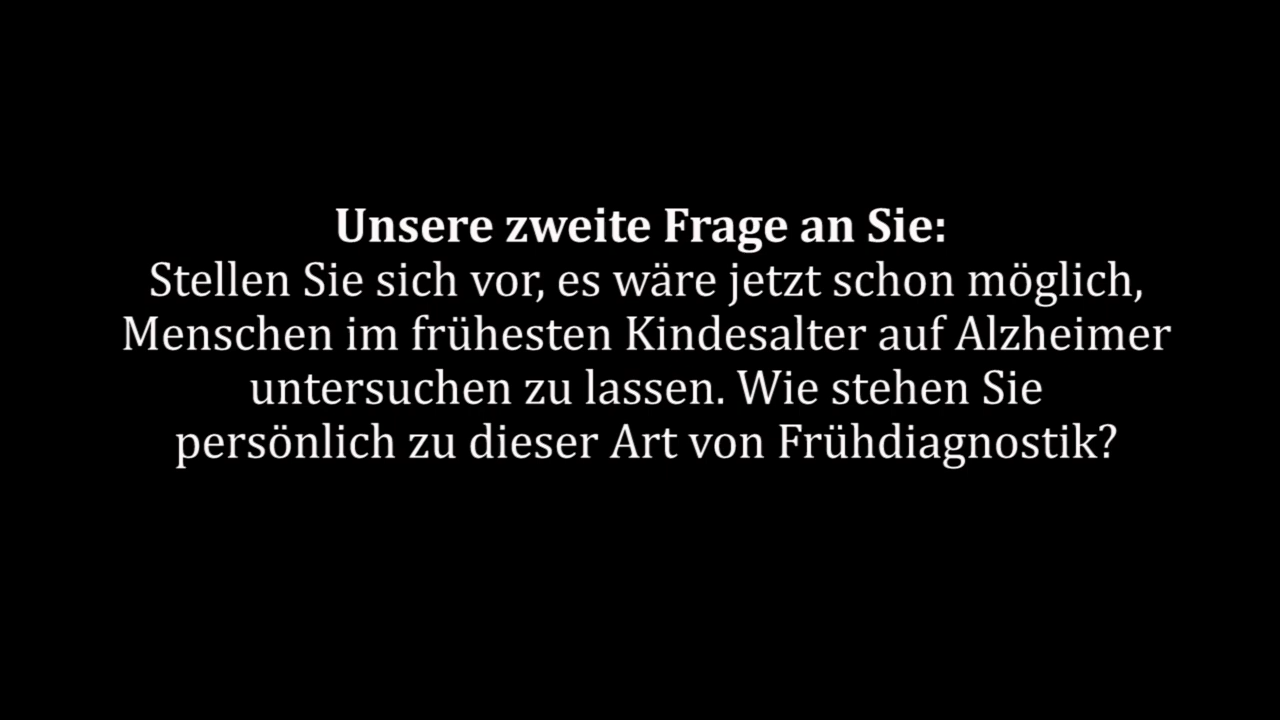 Unsere zweite Frage an Sie:
Stellen Sie sich vor, es wäre jetzt schon möglich,
Menschen im frühesten Kindesalter auf Alzheimer
untersuchen zu lassen. Wie stehen Sie
persönlich zu dieser Art von Frühdiagnostik?